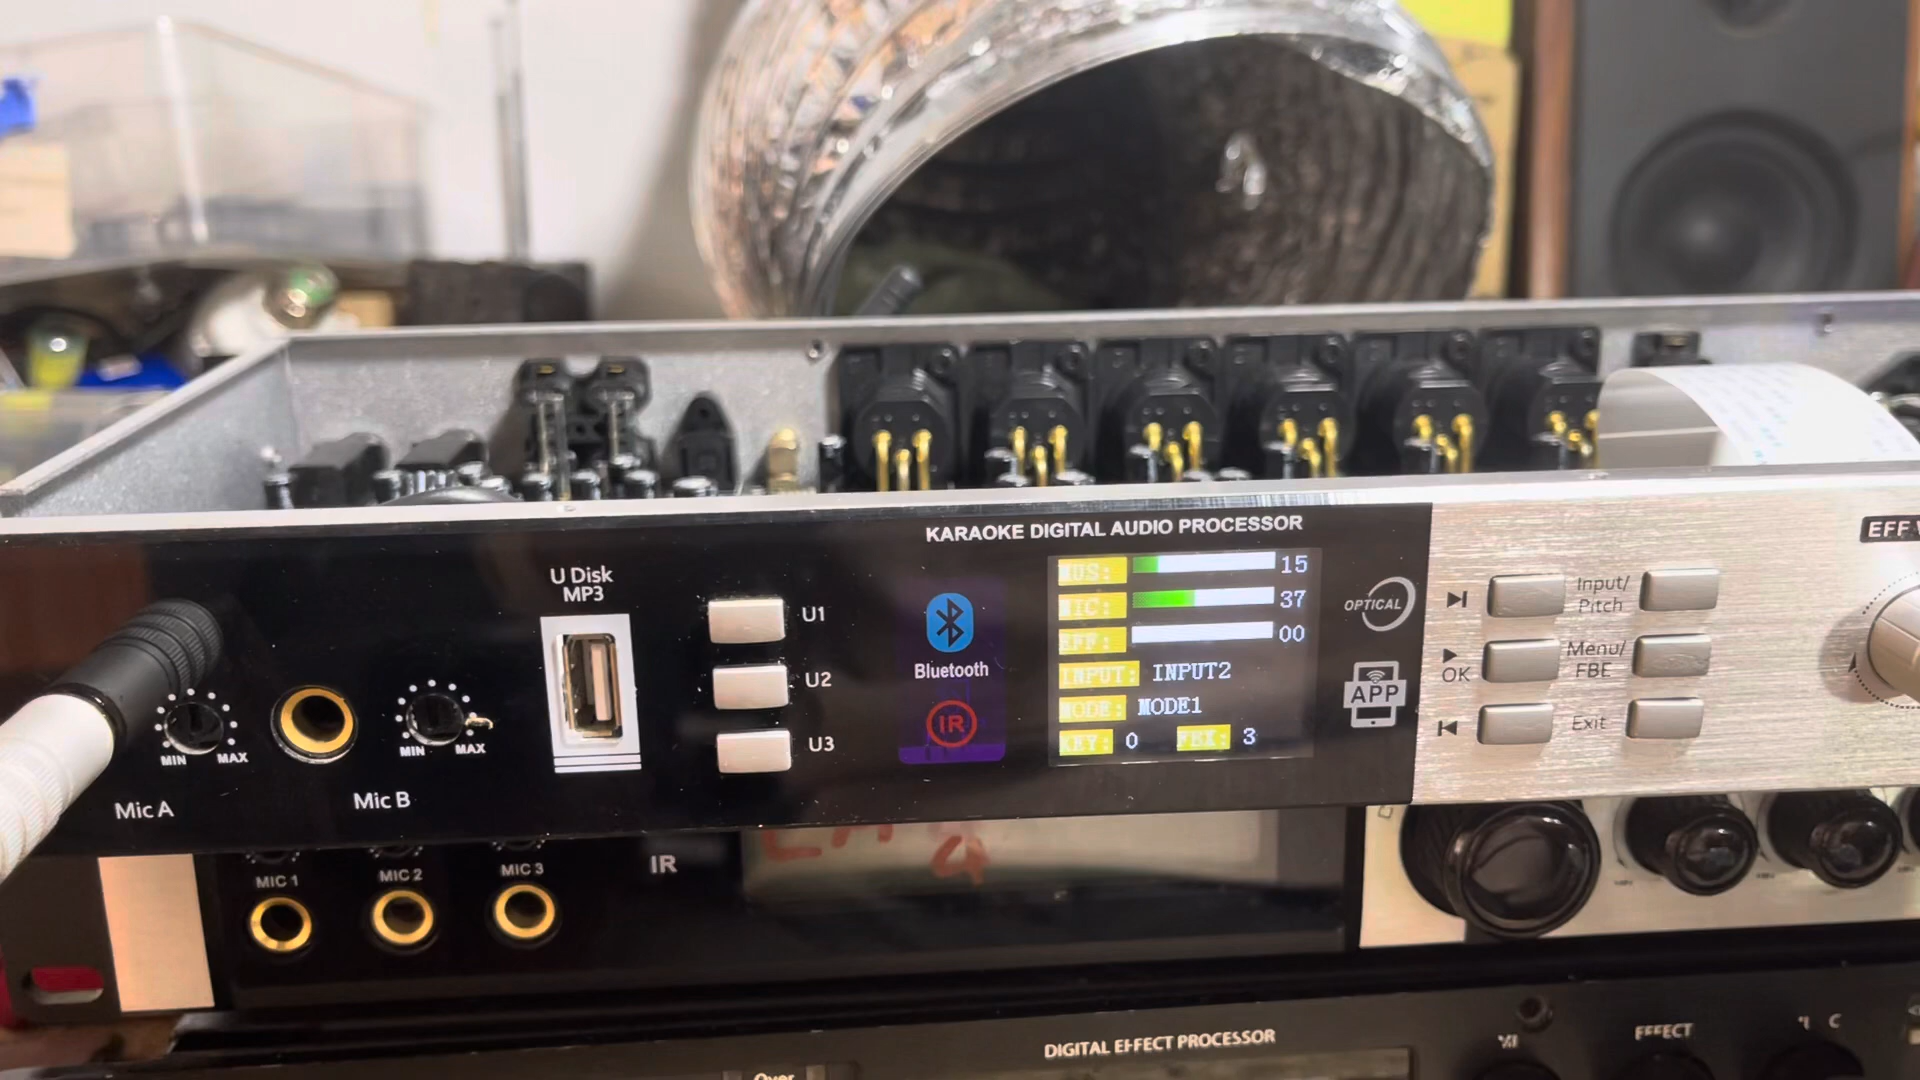 KARAOKE DIGITAL AUDIO PROCESSOR
U Disk
MP3
U1
U2
U3
Bluetooth
IR
MUS: 15
MIC: 37
EFF: 00
INPUT: INPUT2
MODE: MODE1
KEY: 0 FBX: 3
OPTICAL
APP
Input/
Pitch
OK
Menu/
FBE
Exit
MIN MAX
Mic A
MIN MAX
Mic B
MIC 1
MIC 2
MIC 3
IR
4
DIGITAL EFFECT PROCESSOR
EFFECT
Over